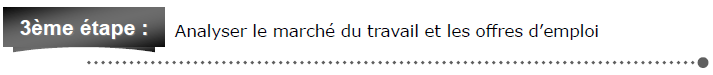 3ème étape : Analyser le marché du travail et les offres d’emploi